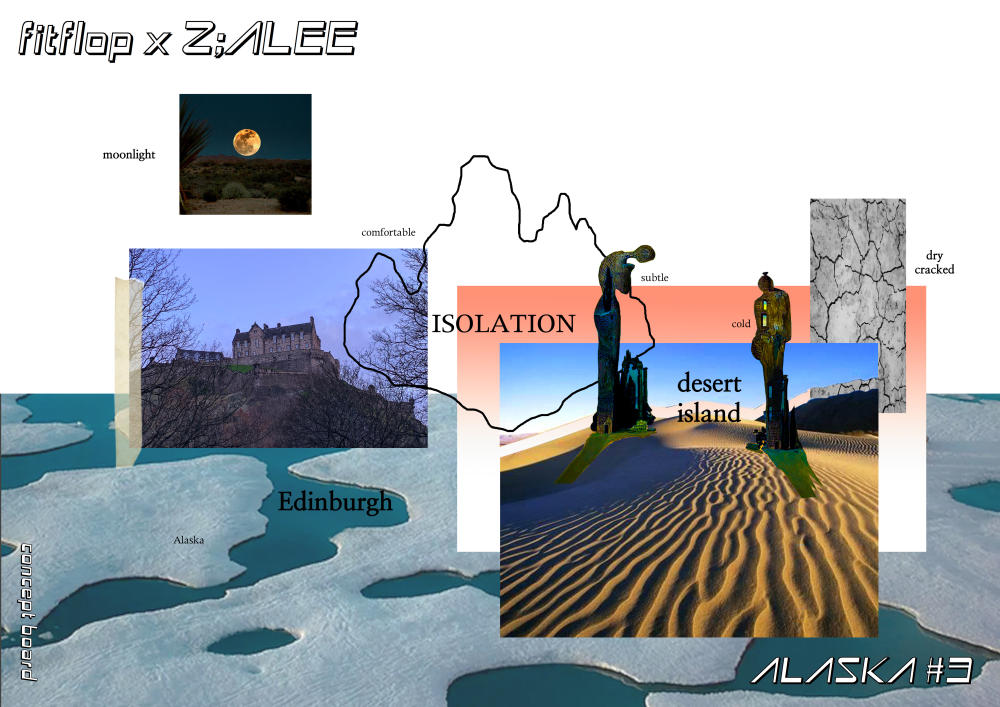 fitflop x Z;ALEE
moonlight
comfortable
subtle
dry
cracked
ISOLATION
cold
desert
island
Edinburgh
Alaska
concept board
ALASKA #3